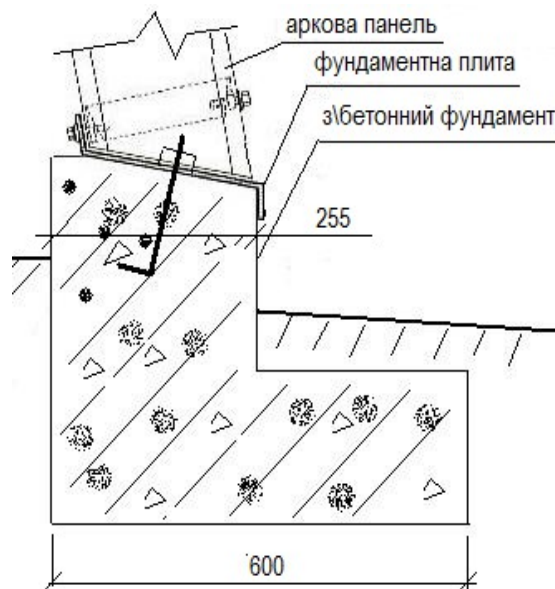 аркова панель
фундаментна плита
з\бетонний фундамент
255
600